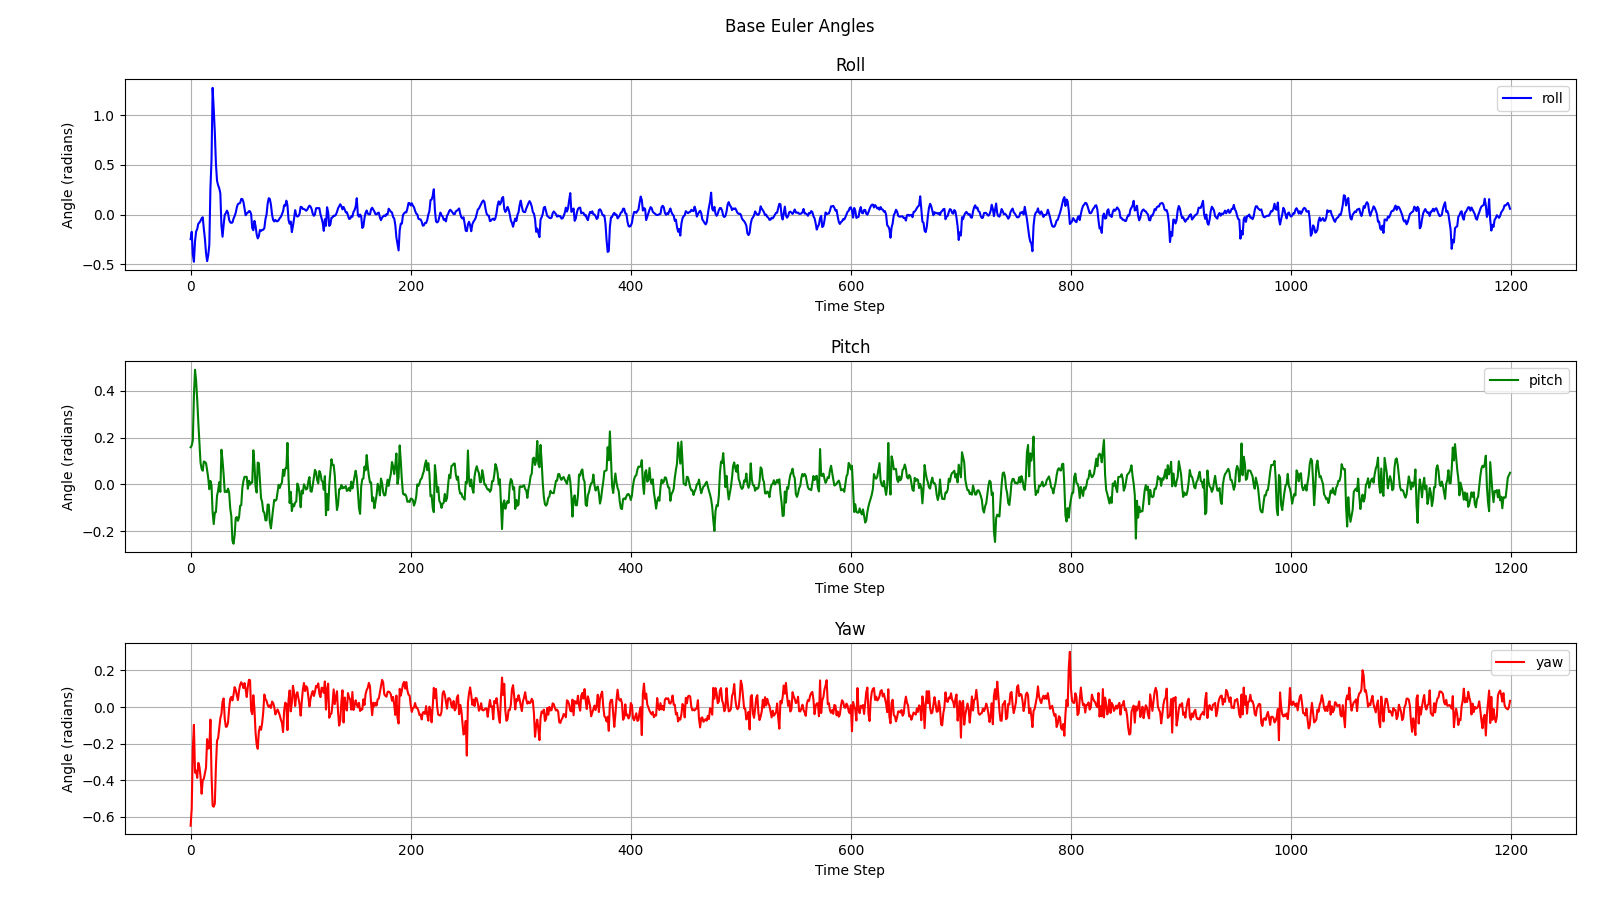 Base Euler Angles
Roll
roll
Angle (radians)
1.0
0.5
0.0
−0.5
0 200 400 600 800 1000 1200
Time Step
Pitch
pitch
Angle (radians)
0.4
0.2
0.0
−0.2
0 200 400 600 800 1000 1200
Time Step
Yaw
yaw
Angle (radians)
0.2
0.0
−0.2
−0.4
−0.6
0 200 400 600 800 1000 1200
Time Step